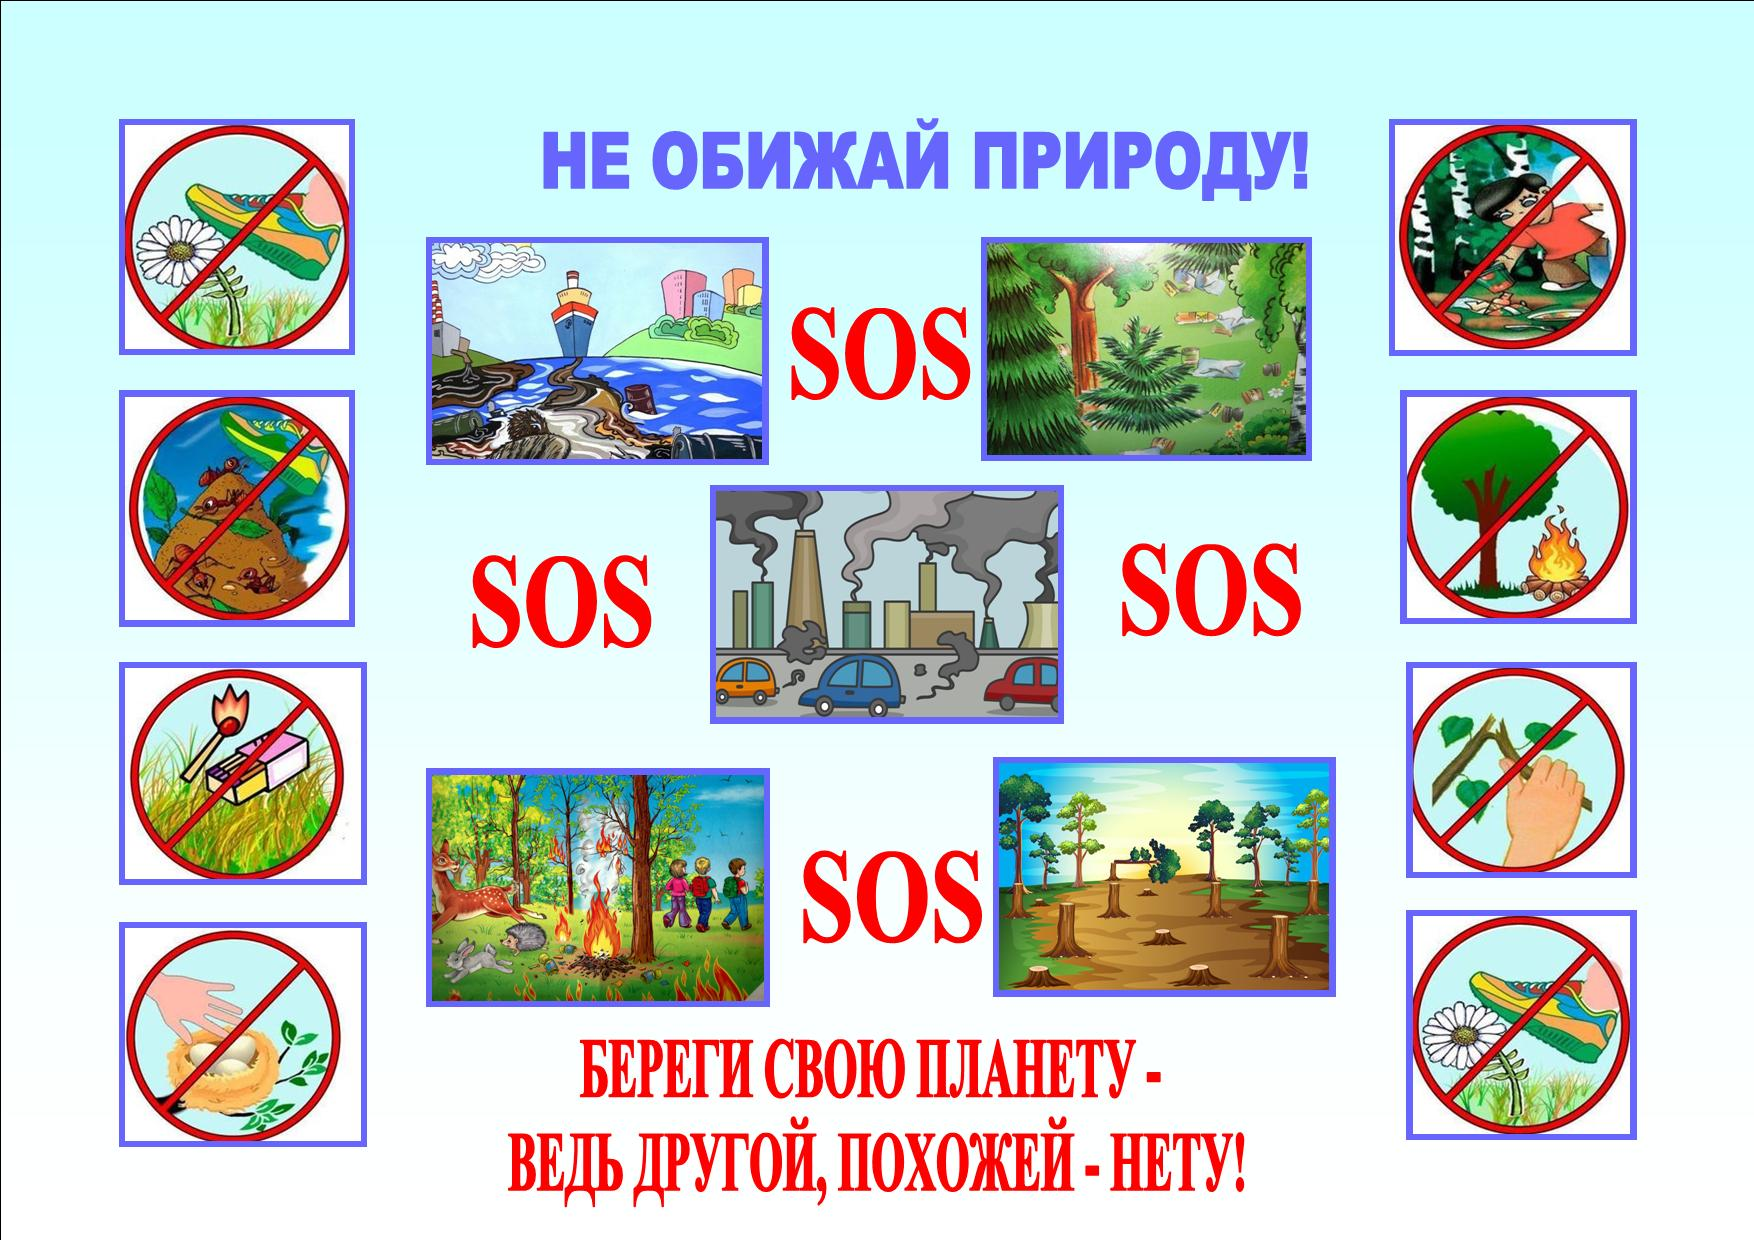 НЕ ОБИЖАЙ ПРИРОДУ!
SOS
SOS
SOS
SOS
БЕРЕГИ СВОЮ ПЛАНЕТУ -
ВЕДЬ ДРУГОЙ, ПОХОЖЕЙ - НЕТУ!